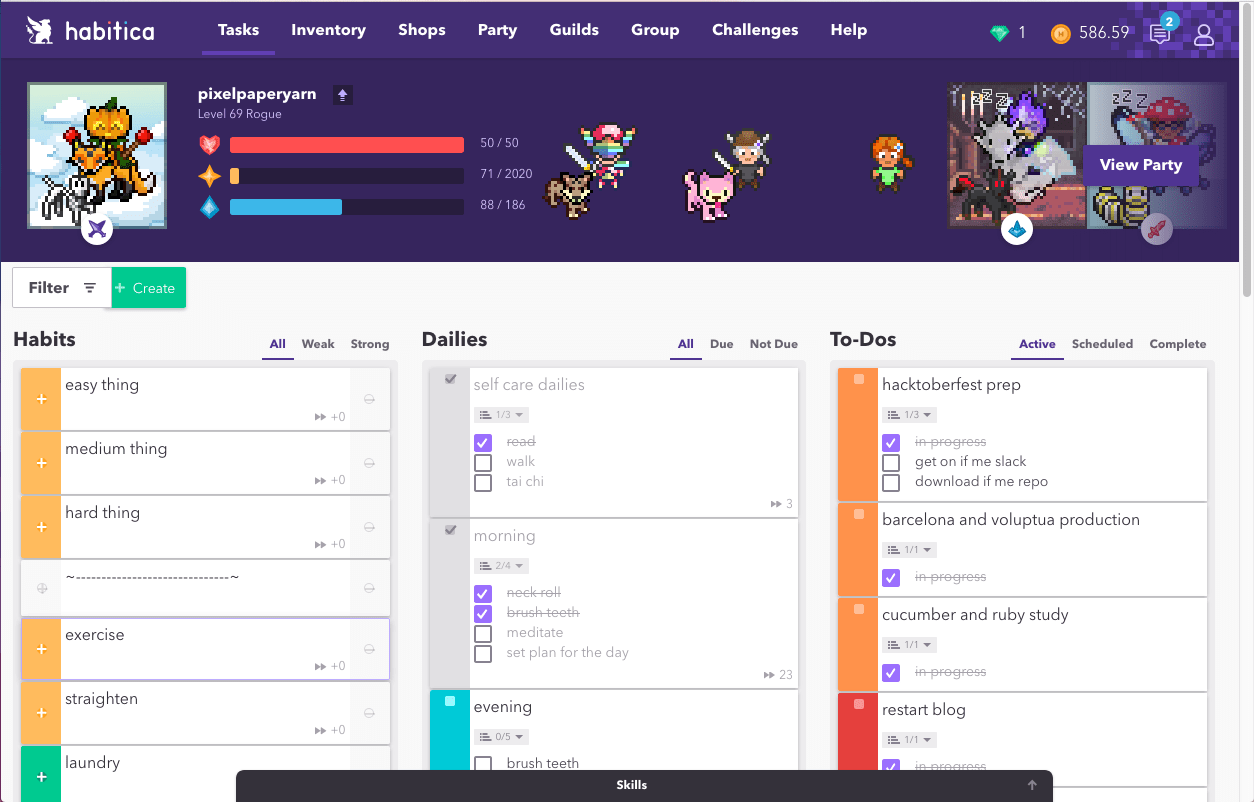 habitica
Tasks Inventory Shops Party Guilds Group Challenges Help
1 586.59 2
pixelpaperyarn
Level 69 Rogue
50 / 50
71 / 2020
88 / 186
zzz
zzz
View Party
Filter + Create
Habits
All Weak Strong
+ easy thing
+0
+ medium thing
+0
+ hard thing
+0
~------------------------------~
+ exercise
+0
+ straighten
+0
+ laundry
Dailies
All Due Not Due
self care dailies
1/3
read
walk
tai chi
3
morning
2/4
neck roll
brush teeth
meditate
set plan for the day
23
evening
0/5
brush teeth
To-Dos
Active Scheduled Complete
hacktoberfest prep
1/3
in progress
get on if me slack
download if me repo
barcelona and voluptua production
1/1
in progress
cucumber and ruby study
1/1
in progress
restart blog
1/1
in progress
Skills